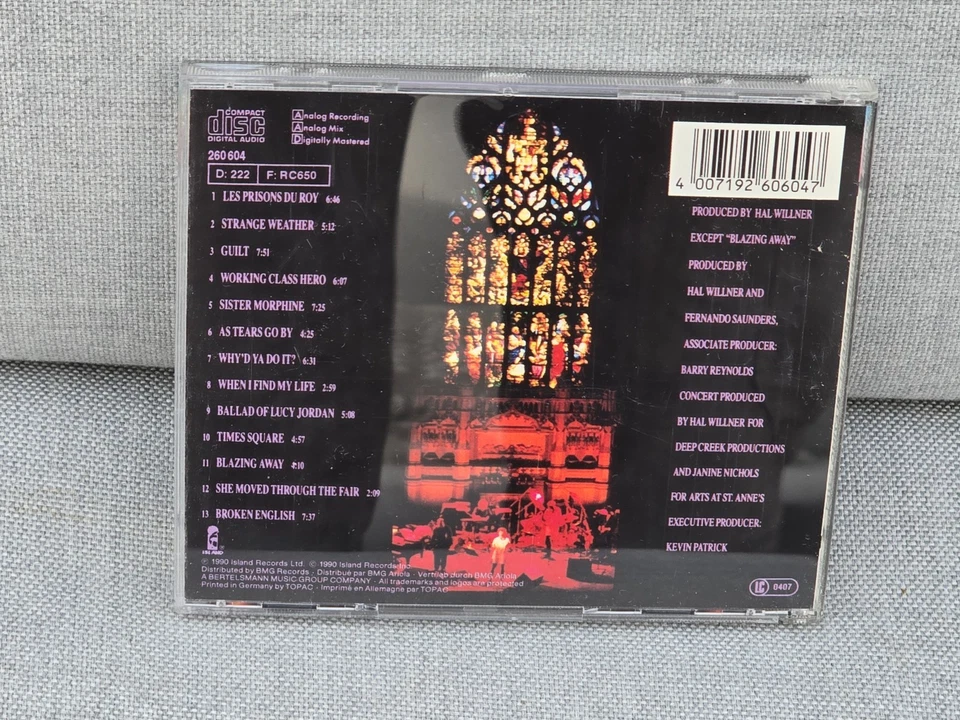 COMPACT
disc
DIGITAL AUDIO
Analog Recording
Analog Mix
Digitally Mastered
260 604
D: 222 F: RC650
1 LES PRISONS DU ROY 6:46
2 STRANGE WEATHER 5:12
3 GUILT 7:51
4 WORKING CLASS HERO 6:07
5 SISTER MORPHINE 7:25
6 AS TEARS GO BY 4:25
7 WHY'D YA DO IT? 6:31
8 WHEN I FIND MY LIFE 2:59
9 BALLAD OF LUCY JORDAN 5:08
10 TIMES SQUARE 4:57
11 BLAZING AWAY 4:10
12 SHE MOVED THROUGH THE FAIR 2:09
13 BROKEN ENGLISH 7:37
ISLAND
℗ 1990 Island Records Ltd © 1990 Island Records Inc.
Distributed by BMG Records · Distribué par BMG Ariola · Vertrieb durch BMG Ariola
A BERTELSMANN MUSIC GROUP COMPANY · All trademarks and logos are protected
Printed in Germany by TOPAC · Imprimé en Allemagne par TOPAC
4 007192 606047
PRODUCED BY HAL WILLNER
EXCEPT "BLAZING AWAY"
PRODUCED BY
HAL WILLNER AND
FERNANDO SAUNDERS,
ASSOCIATE PRODUCER:
BARRY REYNOLDS
CONCERT PRODUCED
BY HAL WILLNER FOR
DEEP CREEK PRODUCTIONS
AND JANINE NICHOLS
FOR ARTS AT ST. ANNE'S
EXECUTIVE PRODUCER:
KEVIN PATRICK
LC 0407